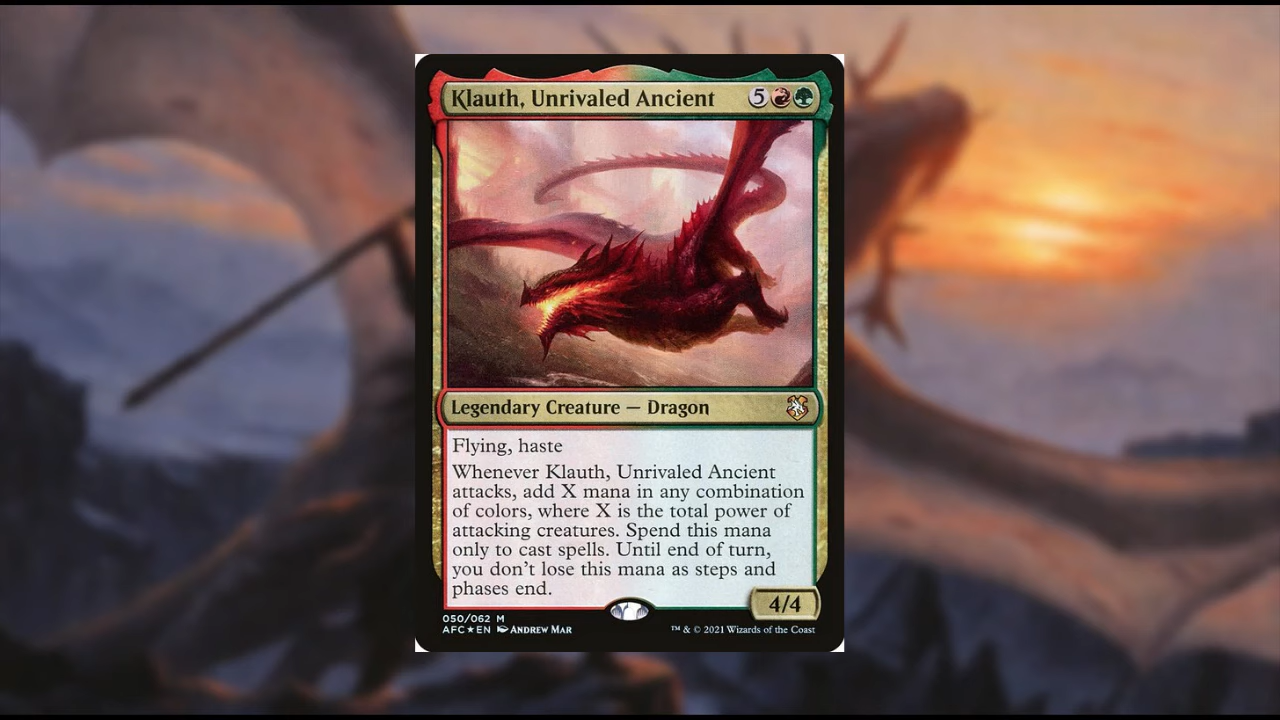 Klauth, Unrivaled Ancient 5
Legendary Creature — Dragon
Flying, haste
Whenever Klauth, Unrivaled Ancient
attacks, add X mana in any combination
of colors, where X is the total power of
attacking creatures. Spend this mana
only to cast spells. Until end of turn,
you don't lose this mana as steps and
phases end.
4/4
050/062 M
AFC★EN ANDREW MAR
™ & © 2021 Wizards of the Coast